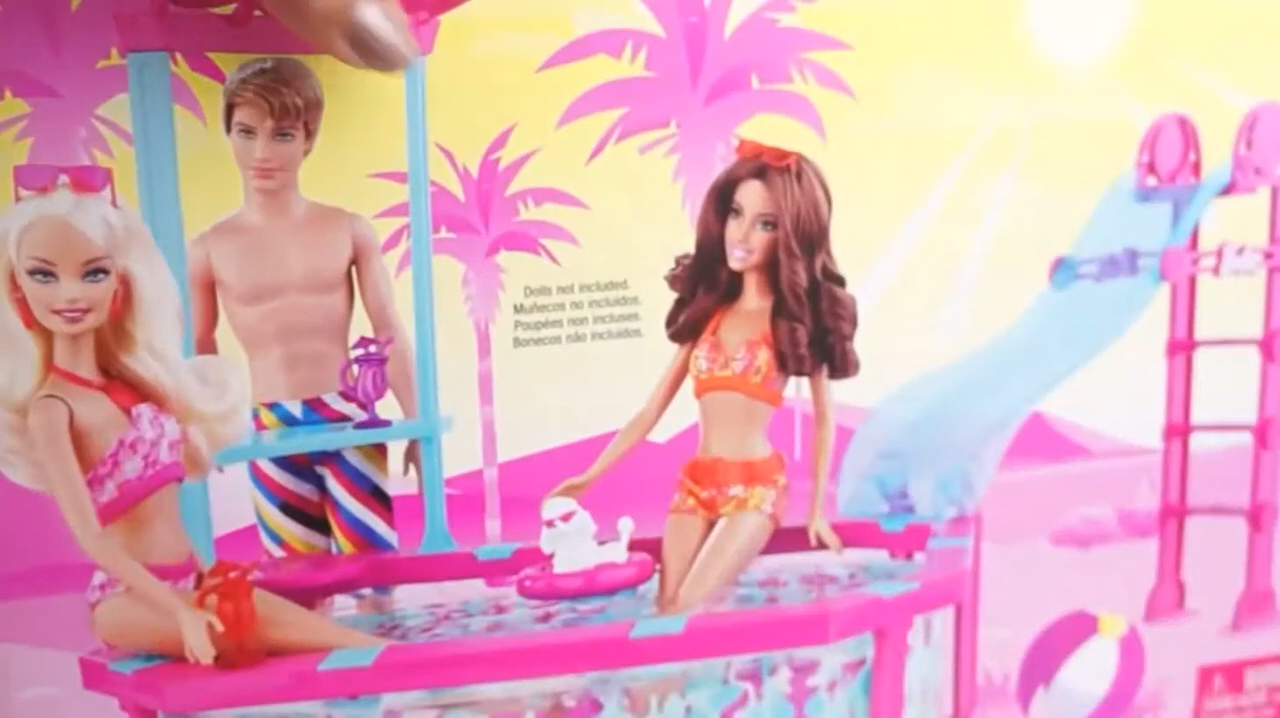 Dolls not included.
Muñecos no incluidos.
Poupées non incluses.
Bonecos não incluídos.